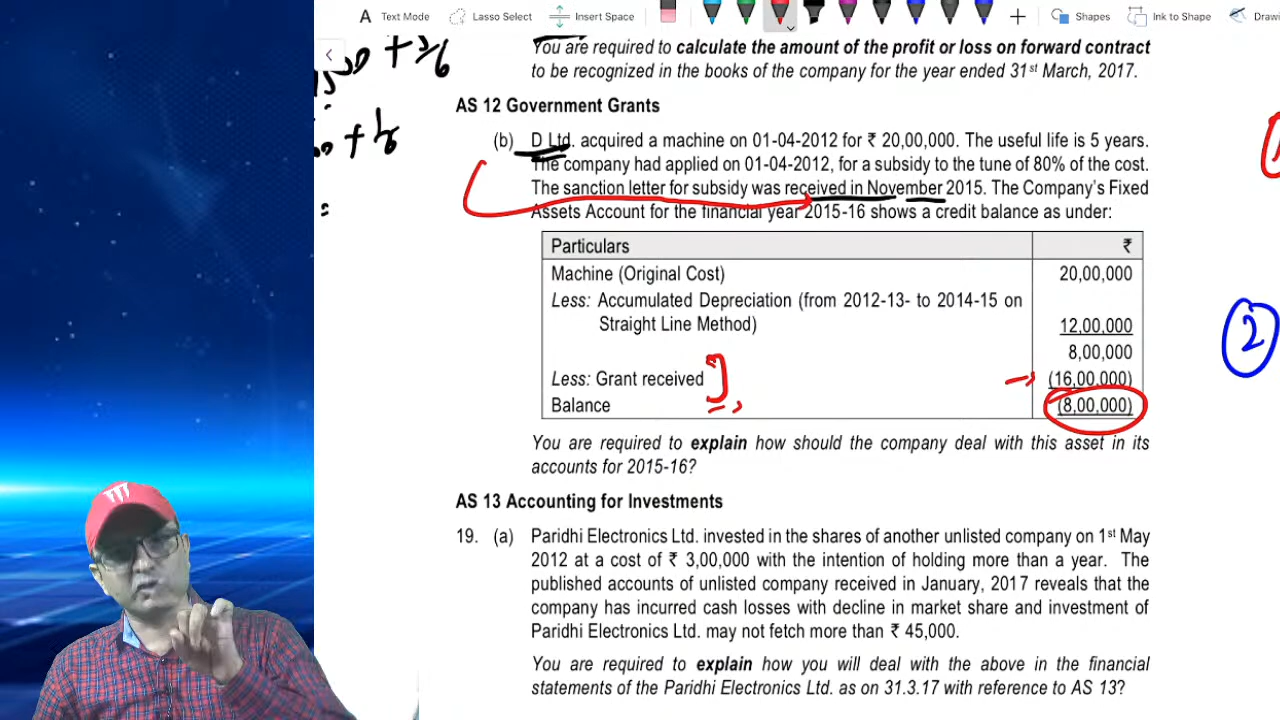 A Text Mode Lasso Select Insert Space Shapes Ink to Shape Drawi
You are required to calculate the amount of the profit or loss on forward contract
to be recognized in the books of the company for the year ended 31st March, 2017.
AS 12 Government Grants
(b) D Ltd. acquired a machine on 01-04-2012 for ₹ 20,00,000. The useful life is 5 years.
The company had applied on 01-04-2012, for a subsidy to the tune of 80% of the cost.
The sanction letter for subsidy was received in November 2015. The Company's Fixed
Assets Account for the financial year 2015-16 shows a credit balance as under:
Particulars ₹
Machine (Original Cost) 20,00,000
Less: Accumulated Depreciation (from 2012-13- to 2014-15 on
Straight Line Method) 12,00,000
8,00,000
Less: Grant received (16,00,000)
Balance (8,00,000)
2
You are required to explain how should the company deal with this asset in its
accounts for 2015-16?
AS 13 Accounting for Investments
19. (a) Paridhi Electronics Ltd. invested in the shares of another unlisted company on 1st May
2012 at a cost of ₹ 3,00,000 with the intention of holding more than a year. The
published accounts of unlisted company received in January, 2017 reveals that the
company has incurred cash losses with decline in market share and investment of
Paridhi Electronics Ltd. may not fetch more than ₹ 45,000.
You are required to explain how you will deal with the above in the financial
statements of the Paridhi Electronics Ltd. as on 31.3.17 with reference to AS 13?